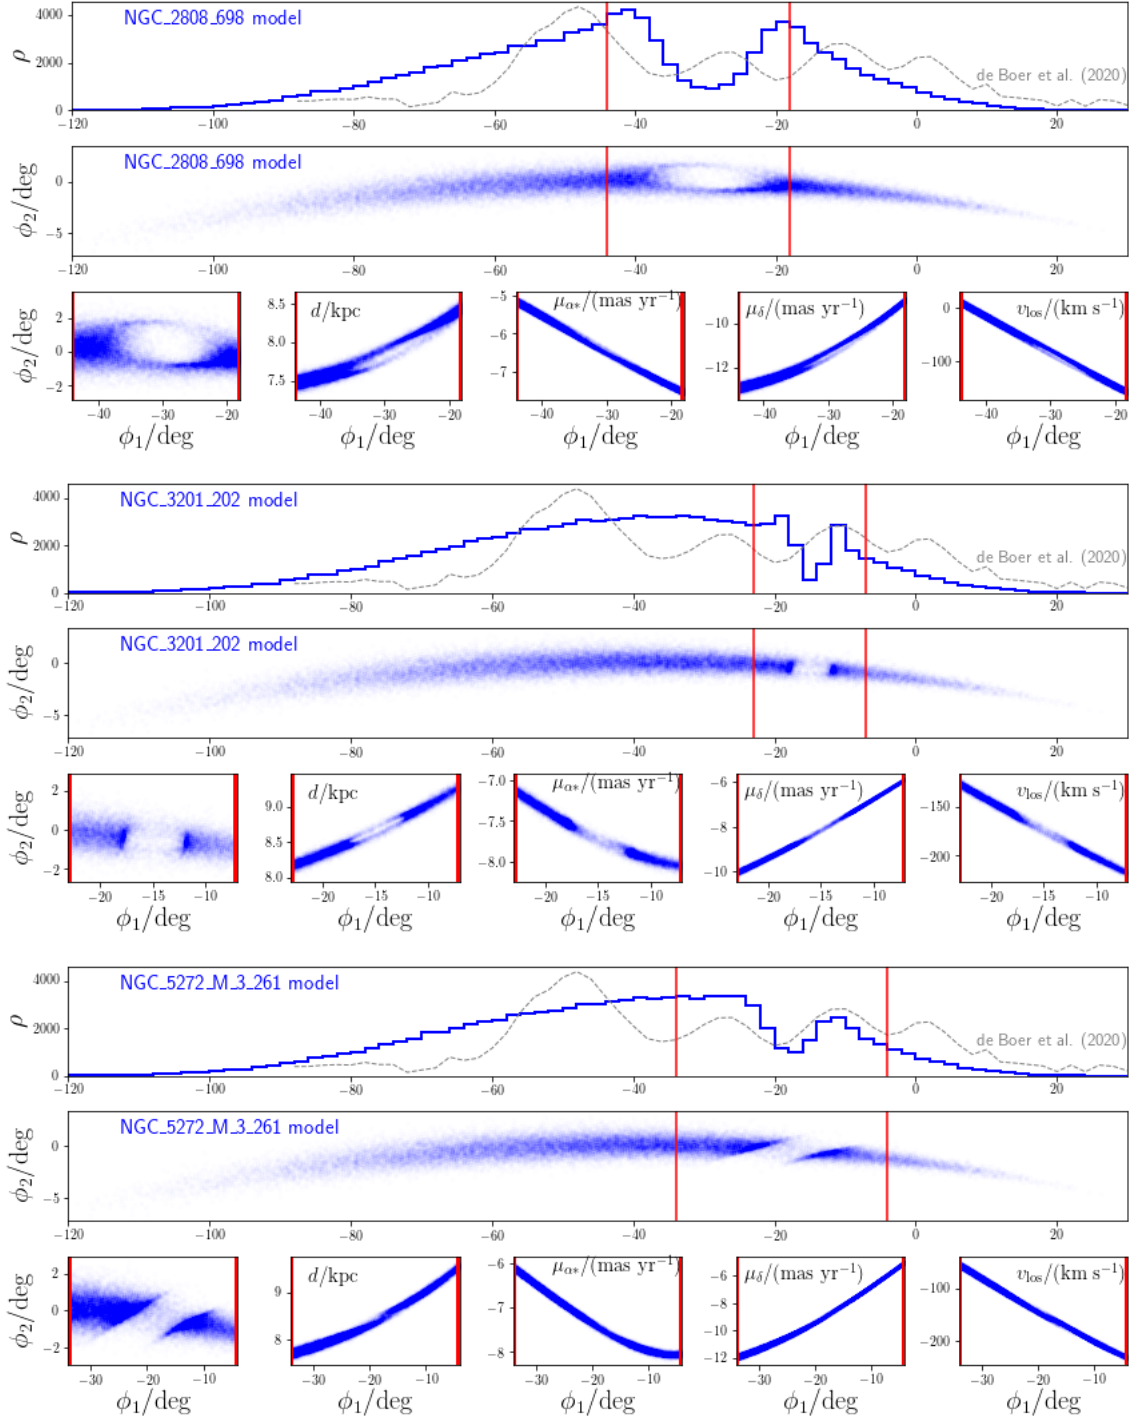 NGC_2808_698 model
de Boer et al. (2020)
ρ
4000
2000
0
−120 −100 −80 −60 −40 −20 0 20
NGC_2808_698 model
ϕ₂/deg
0
−5
−120 −100 −80 −60 −40 −20 0 20
ϕ₂/deg
2
0
−2
−40 −30 −20
ϕ₁/deg
d/kpc
8.5
8.0
7.5
−40 −30 −20
ϕ₁/deg
μα∗/(mas yr⁻¹)
−5
−6
−7
−40 −30 −20
ϕ₁/deg
μδ/(mas yr⁻¹)
−10
−12
−40 −30 −20
ϕ₁/deg
vlos/(km s⁻¹)
0
−100
−40 −30 −20
ϕ₁/deg
NGC_3201_202 model
de Boer et al. (2020)
ρ
4000
2000
0
−120 −100 −80 −60 −40 −20 0 20
NGC_3201_202 model
ϕ₂/deg
0
−5
−120 −100 −80 −60 −40 −20 0 20
ϕ₂/deg
2
0
−2
−20 −15 −10
ϕ₁/deg
d/kpc
9.0
8.5
8.0
−20 −15 −10
ϕ₁/deg
μα∗/(mas yr⁻¹)
−7.0
−7.5
−8.0
−20 −15 −10
ϕ₁/deg
μδ/(mas yr⁻¹)
−6
−8
−10
−20 −15 −10
ϕ₁/deg
vlos/(km s⁻¹)
−150
−200
−20 −15 −10
ϕ₁/deg
NGC_5272_M_3_261 model
de Boer et al. (2020)
ρ
4000
2000
0
−120 −100 −80 −60 −40 −20 0 20
NGC_5272_M_3_261 model
ϕ₂/deg
0
−5
−120 −100 −80 −60 −40 −20 0 20
ϕ₂/deg
2
0
−2
−30 −20 −10
ϕ₁/deg
d/kpc
9
8
−30 −20 −10
ϕ₁/deg
μα∗/(mas yr⁻¹)
−6
−7
−8
−30 −20 −10
ϕ₁/deg
μδ/(mas yr⁻¹)
−6
−8
−10
−12
−30 −20 −10
ϕ₁/deg
vlos/(km s⁻¹)
−100
−200
−30 −20 −10
ϕ₁/deg